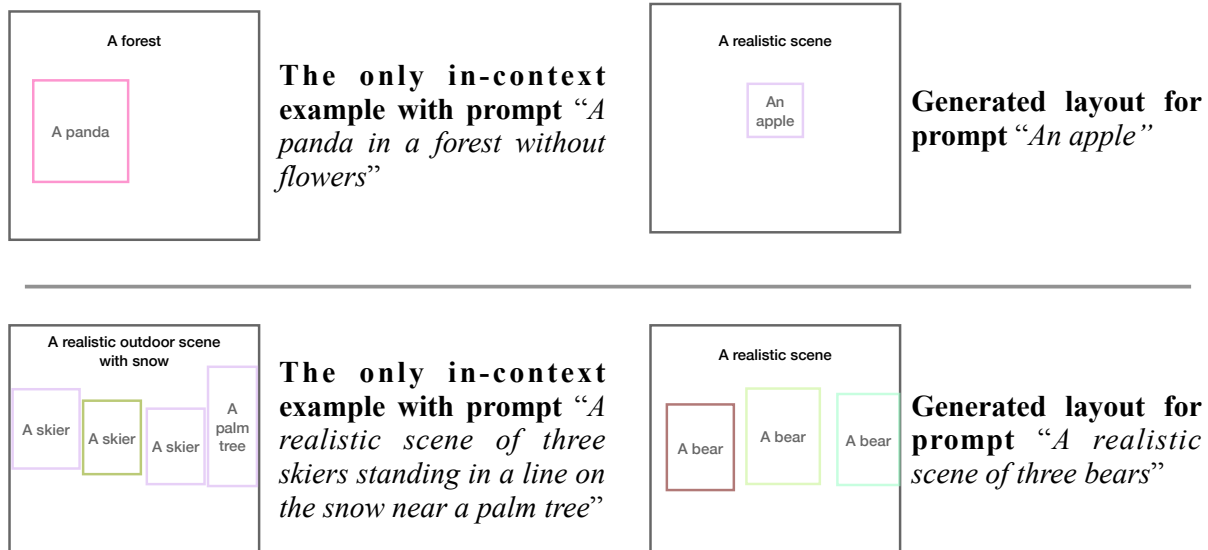 A forest
A panda
The only in-context
example with prompt “A
panda in a forest without
flowers”
A realistic scene
An
apple
Generated layout for
prompt “An apple”
A realistic outdoor scene
with snow
A skier
A skier
A skier
A
palm
tree
The only in-context
example with prompt “A
realistic scene of three
skiers standing in a line on
the snow near a palm tree”
A realistic scene
A bear
A bear
A bear
Generated layout for
prompt “A realistic
scene of three bears”